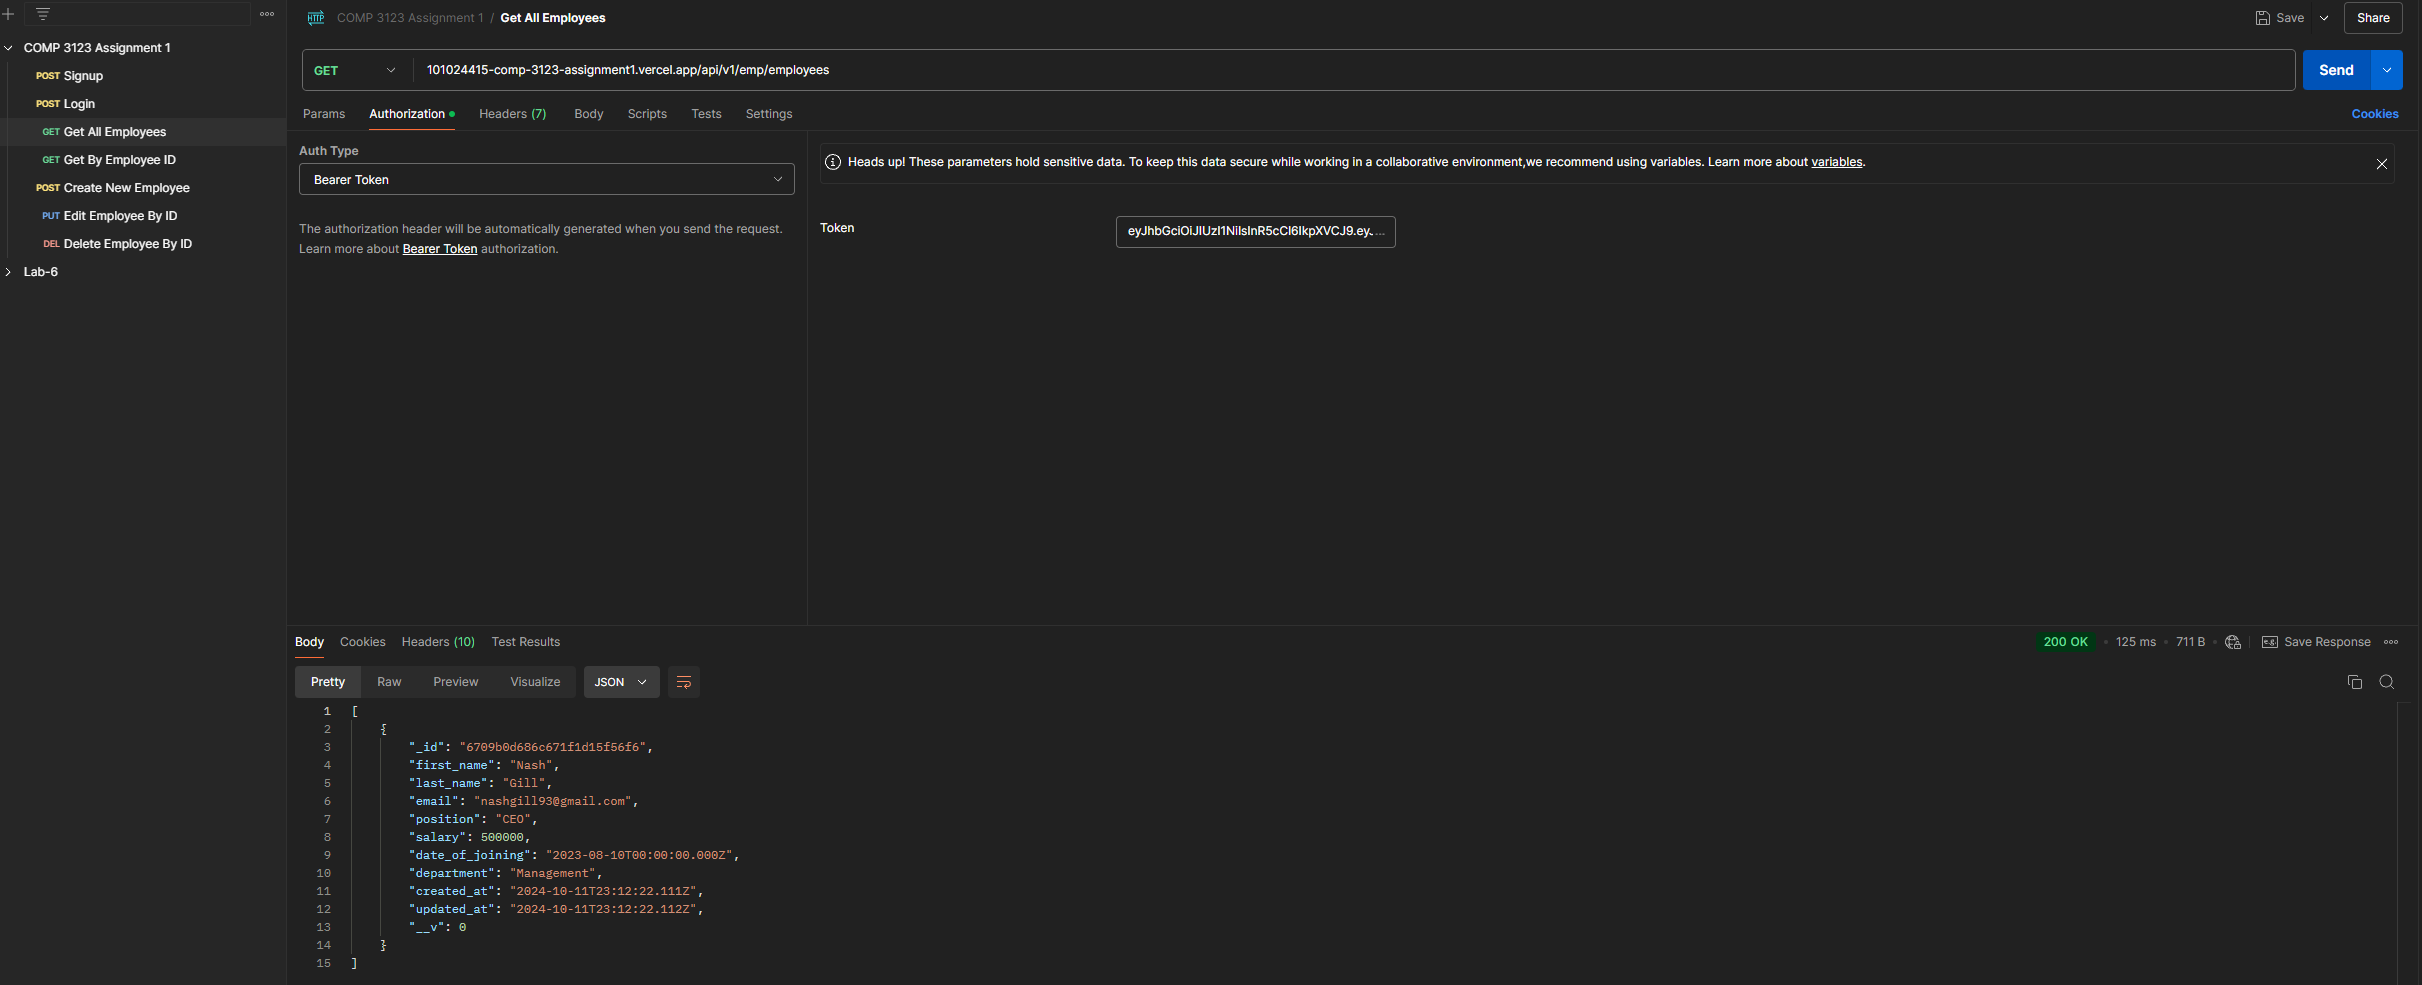 COMP 3123 Assignment 1 / Get All Employees
Save
Share
COMP 3123 Assignment 1
POST Signup
POST Login
GET Get All Employees
GET Get By Employee ID
POST Create New Employee
PUT Edit Employee By ID
DEL Delete Employee By ID
Lab-6
GET
101024415-comp-3123-assignment1.vercel.app/api/v1/emp/employees
Send
Params Authorization Headers (7) Body Scripts Tests Settings
Cookies
Auth Type
Bearer Token
The authorization header will be automatically generated when you send the request.
Learn more about Bearer Token authorization.
Heads up! These parameters hold sensitive data. To keep this data secure while working in a collaborative environment,we recommend using variables. Learn more about variables.
Token
eyJhbGciOiJIUzI1NiIsInR5cCI6IkpXVCJ9.ey. ...
Body Cookies Headers (10) Test Results
200 OK • 125 ms • 711 B
Save Response
Pretty Raw Preview Visualize JSON
1 [
2 {
3 "_id": "6709b0d686c671f1d15f56f6",
4 "first_name": "Nash",
5 "last_name": "Gill",
6 "email": "nashgill93@gmail.com",
7 "position": "CEO",
8 "salary": 500000,
9 "date_of_joining": "2023-08-10T00:00:00.000Z",
10 "department": "Management",
11 "created_at": "2024-10-11T23:12:22.111Z",
12 "updated_at": "2024-10-11T23:12:22.112Z",
13 "__v": 0
14 }
15 ]